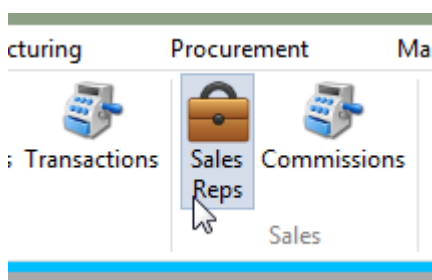 cturing Procurement Ma
s Transactions Sales Commissions
Reps
Sales